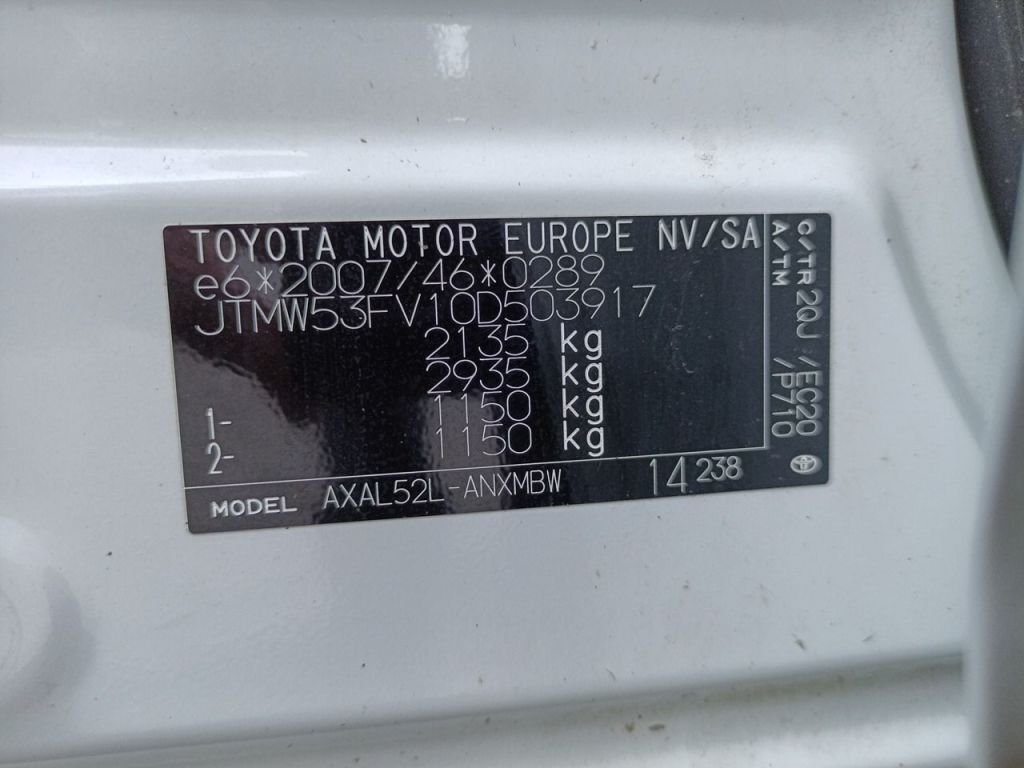 TOYOTA MOTOR EUROPE NV/SA
e6*2007/46*0289
JTMW53FV10D503917
2135 kg
2935 kg
1- 1150 kg
2- 1150 kg
MODEL AXAL52L-ANXMBW 14 238
C/TR 2QJ /EC20
A/TM /P710